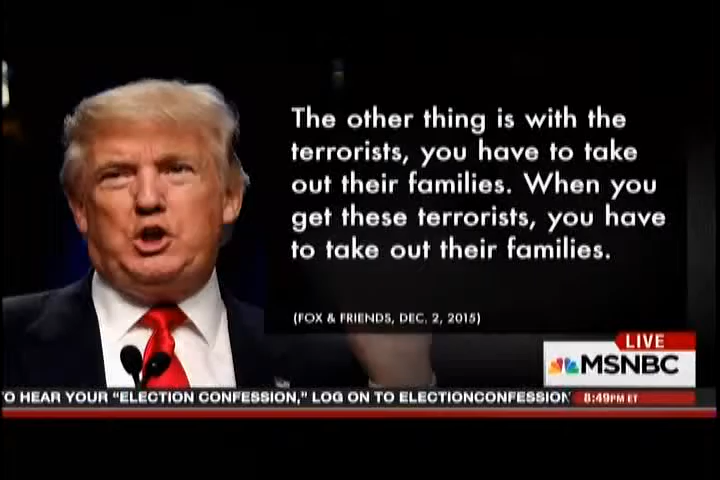 The other thing is with the
terrorists, you have to take
out their families. When you
get these terrorists, you have
to take out their families.
(FOX & FRIENDS, DEC. 2, 2015)
LIVE
MSNBC
O HEAR YOUR "ELECTION CONFESSION," LOG ON TO ELECTIONCONFESSION
8:49PM ET